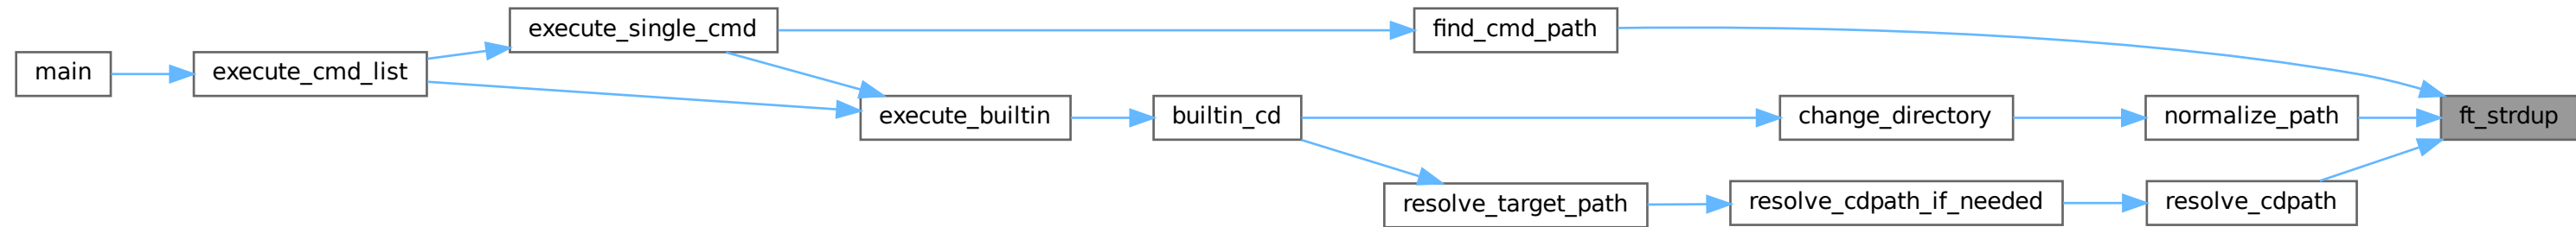 main
execute_cmd_list
execute_single_cmd
execute_builtin
builtin_cd
find_cmd_path
change_directory
resolve_target_path
resolve_cdpath_if_needed
normalize_path
resolve_cdpath
ft_strdup